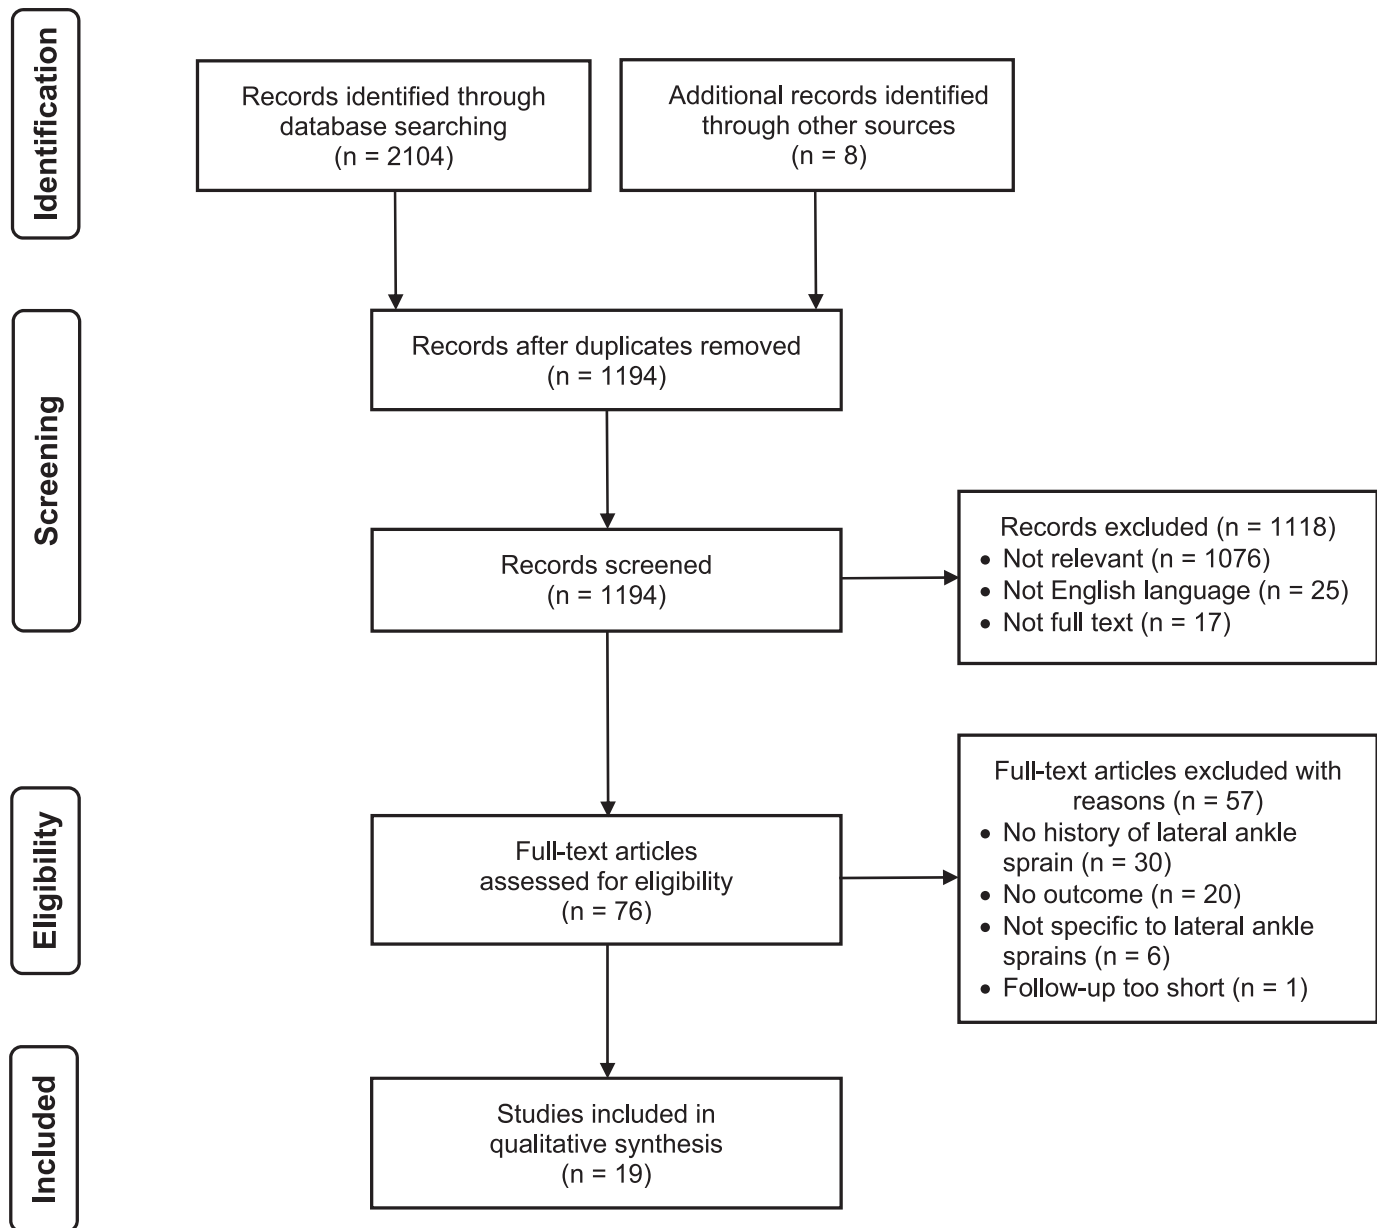 Identification
Records identified through
database searching
(n = 2104)
Additional records identified
through other sources
(n = 8)
Screening
Records after duplicates removed
(n = 1194)
Records screened
(n = 1194)
Records excluded (n = 1118)
• Not relevant (n = 1076)
• Not English language (n = 25)
• Not full text (n = 17)
Eligibility
Full-text articles
assessed for eligibility
(n = 76)
Full-text articles excluded with
reasons (n = 57)
• No history of lateral ankle
sprain (n = 30)
• No outcome (n = 20)
• Not specific to lateral ankle
sprains (n = 6)
• Follow-up too short (n = 1)
Included
Studies included in
qualitative synthesis
(n = 19)